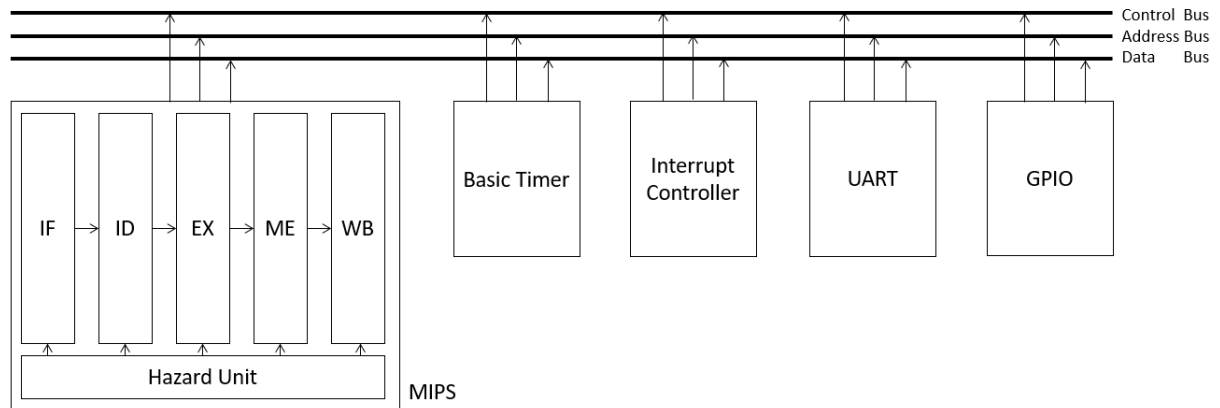 Control Bus
Address Bus
Data Bus
IF
ID
EX
ME
WB
Hazard Unit
MIPS
Basic Timer
Interrupt
Controller
UART
GPIO